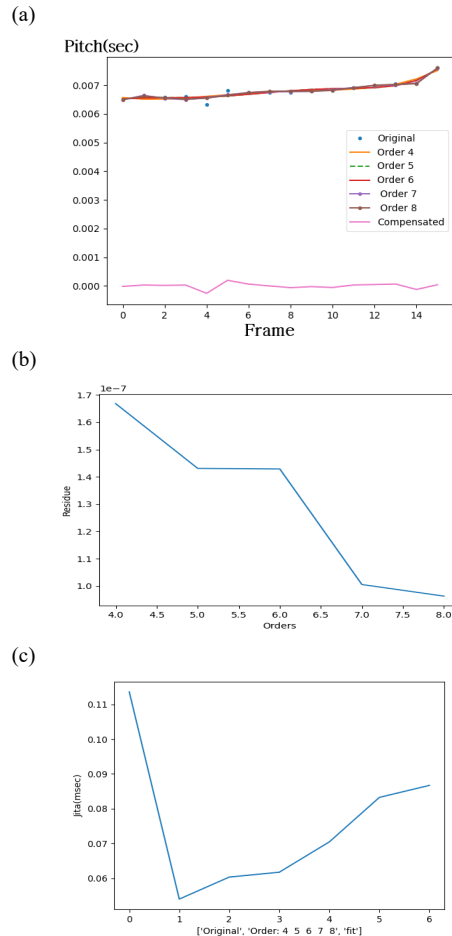 (a)
Pitch(sec)
0.007
0.006
0.005
0.004
0.003
0.002
0.001
0.000
Original
Order 4
Order 5
Order 6
Order 7
Order 8
Compensated
0 2 4 6 8 10 12 14
Frame
(b)
1e−7
1.7
1.6
1.5
1.4
1.3
1.2
1.1
1.0
Residue
4.0 4.5 5.0 5.5 6.0 6.5 7.0 7.5 8.0
Orders
(c)
0.11
0.10
0.09
0.08
0.07
0.06
Jita(msec)
0 1 2 3 4 5 6
['Original', 'Order: 4 5 6 7 8', 'fit']